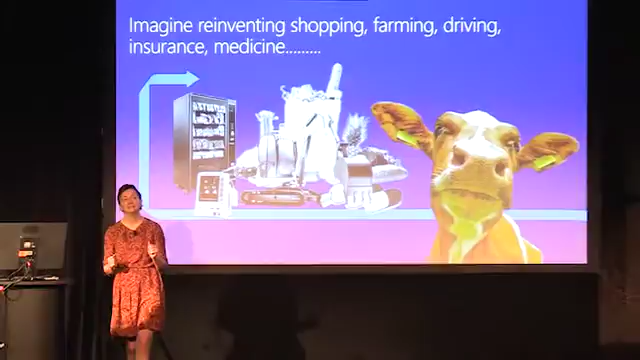 Imagine reinventing shopping, farming, driving,
insurance, medicine.........